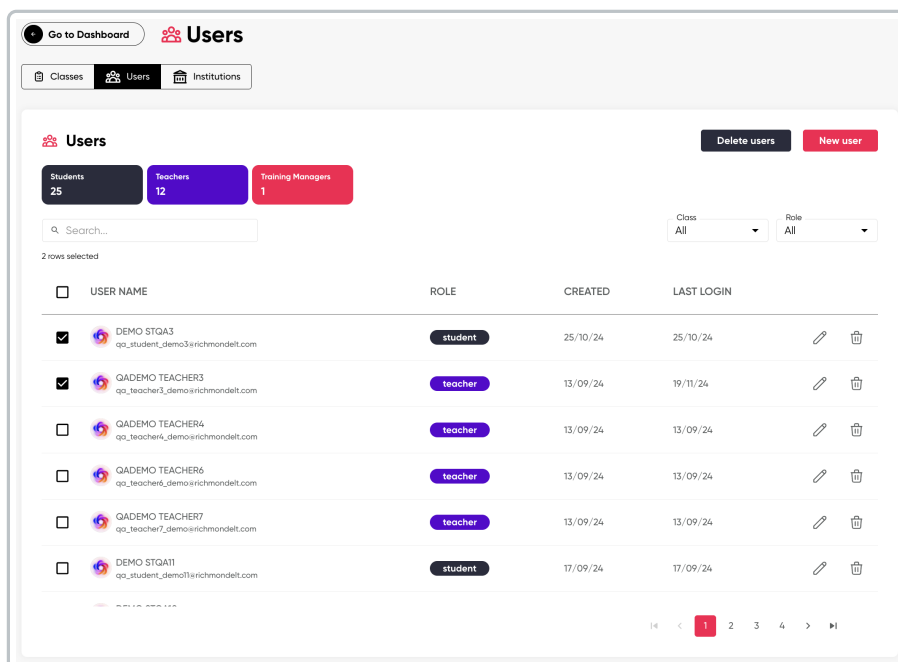 Go to Dashboard
Users
Classes
Users
Institutions
Users
Delete users
New user
Students
25
Teachers
12
Training Managers
1
Search...
Class
All
Role
All
2 rows selected
USER NAME ROLE CREATED LAST LOGIN
DEMO STQA3
qa_student_demo3@richmondelt.com
student 25/10/24 25/10/24
QADEMO TEACHER3
qa_teacher3_demo@richmondelt.com
teacher 13/09/24 19/11/24
QADEMO TEACHER4
qa_teacher4_demo@richmondelt.com
teacher 13/09/24 13/09/24
QADEMO TEACHER6
qa_teacher6_demo@richmondelt.com
teacher 13/09/24 13/09/24
QADEMO TEACHER7
qa_teacher7_demo@richmondelt.com
teacher 13/09/24 13/09/24
DEMO STQA11
qa_student_demo11@richmondelt.com
student 17/09/24 17/09/24
1 2 3 4